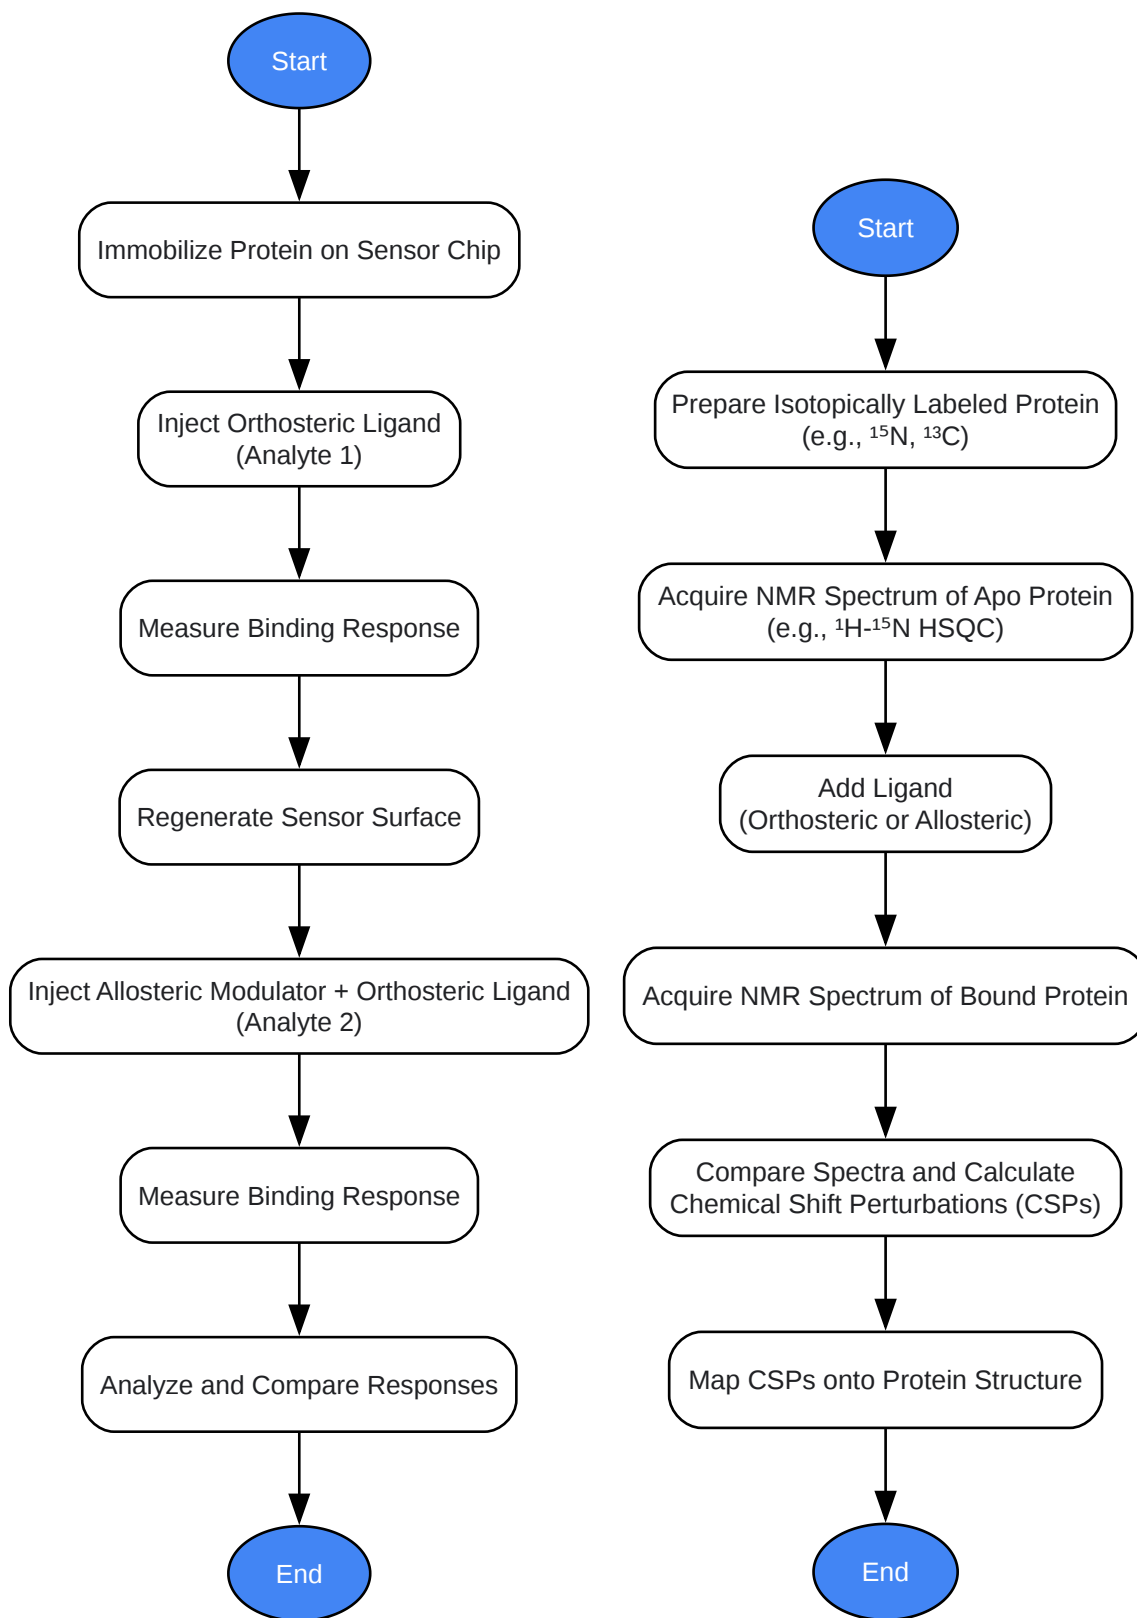 Start
Immobilize Protein on Sensor Chip
Inject Orthosteric Ligand
(Analyte 1)
Measure Binding Response
Regenerate Sensor Surface
Inject Allosteric Modulator + Orthosteric Ligand
(Analyte 2)
Measure Binding Response
Analyze and Compare Responses
End
Start
Prepare Isotopically Labeled Protein
(e.g., ¹⁵N, ¹³C)
Acquire NMR Spectrum of Apo Protein
(e.g., ¹H-¹⁵N HSQC)
Add Ligand
(Orthosteric or Allosteric)
Acquire NMR Spectrum of Bound Protein
Compare Spectra and Calculate
Chemical Shift Perturbations (CSPs)
Map CSPs onto Protein Structure
End